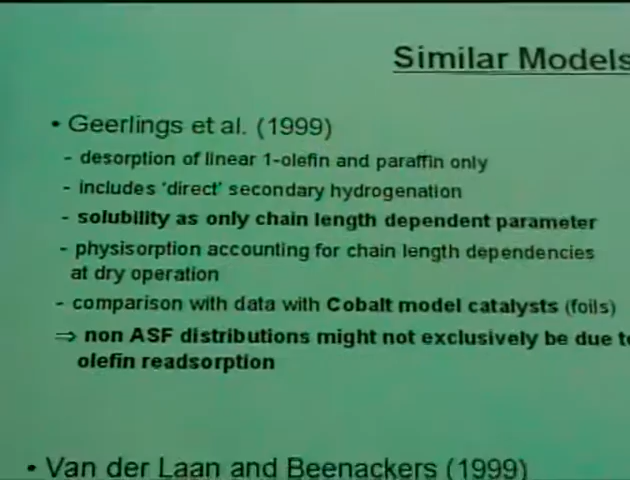 Similar Models
• Geerlings et al. (1999)
- desorption of linear 1-olefin and paraffin only
- includes 'direct' secondary hydrogenation
- solubility as only chain length dependent parameter
- physisorption accounting for chain length dependencies
at dry operation
- comparison with data with Cobalt model catalysts (foils)
⇒ non ASF distributions might not exclusively be due to
olefin readsorption
• Van der Laan and Beenackers (1999)